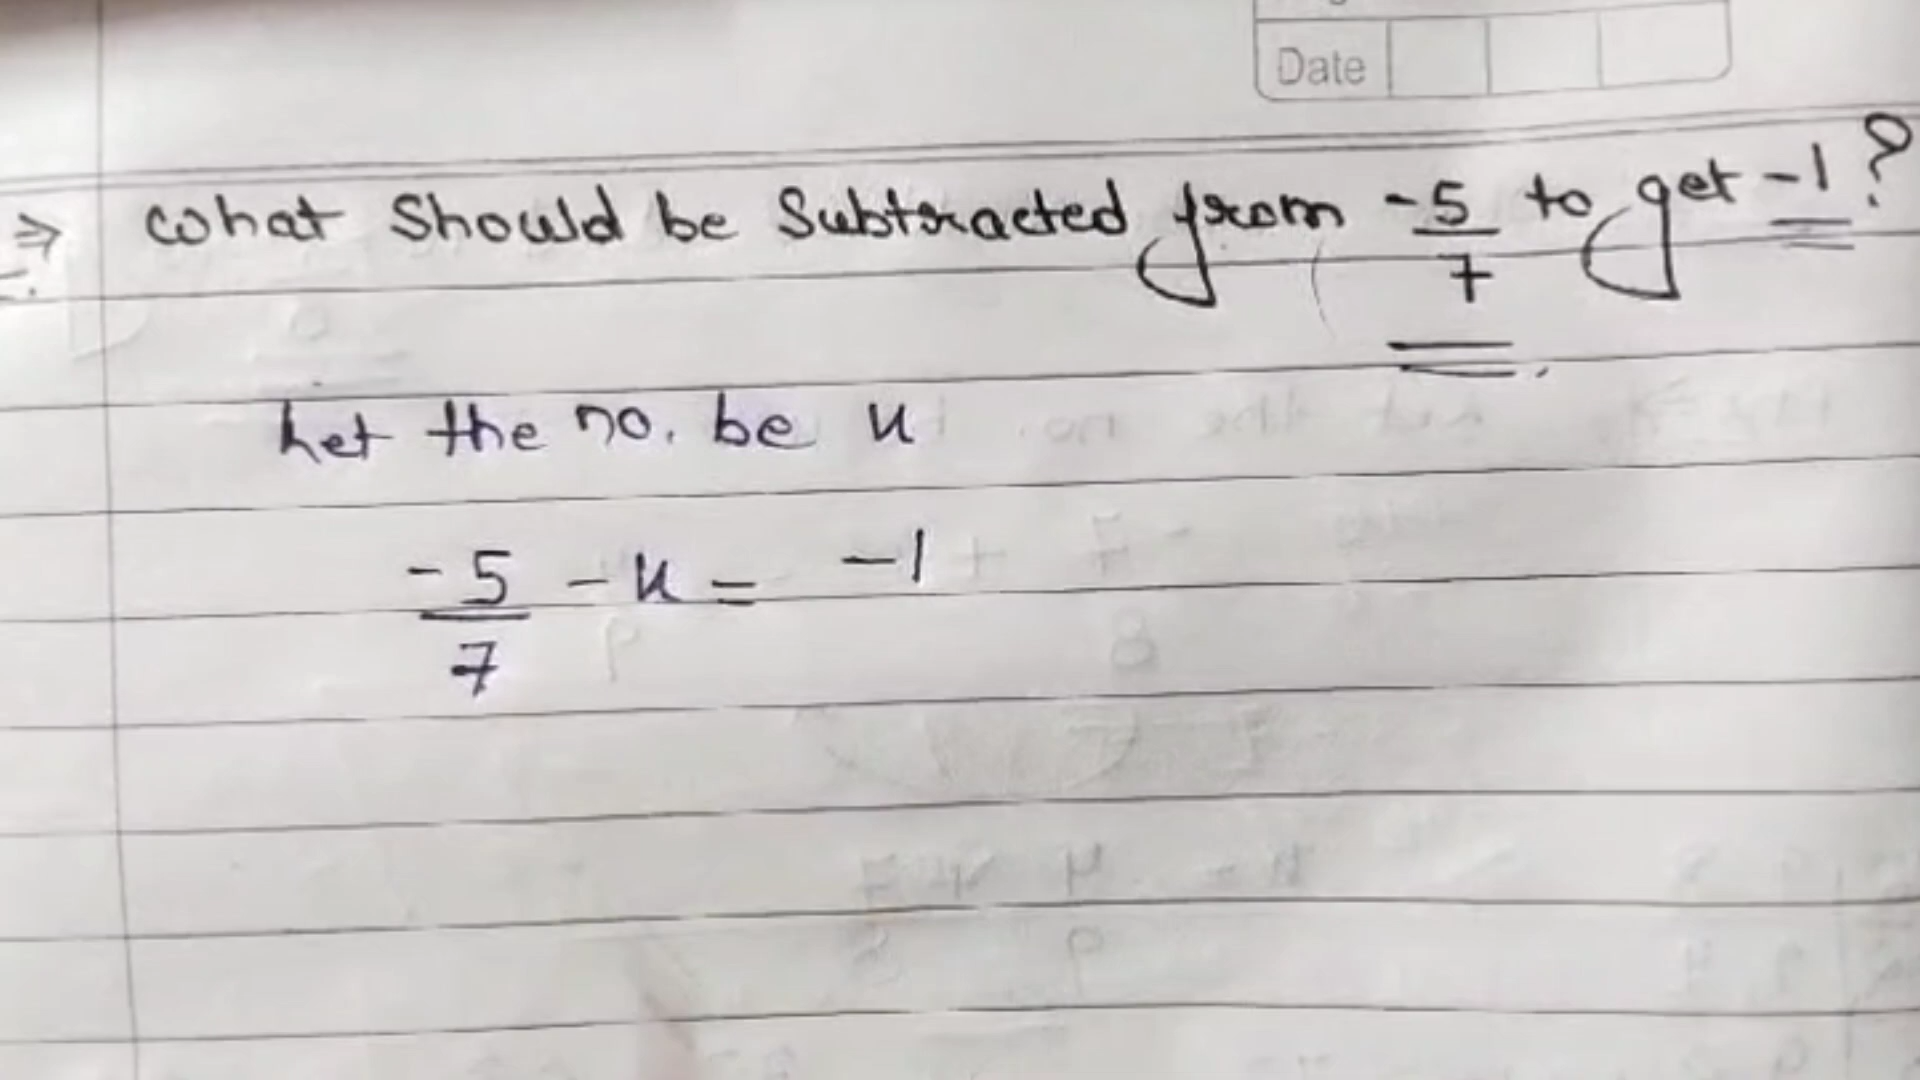 Date
⇒ What should be subtracted from -5/7 to get -1?
Let the no. be x
-5/7 - x = -1